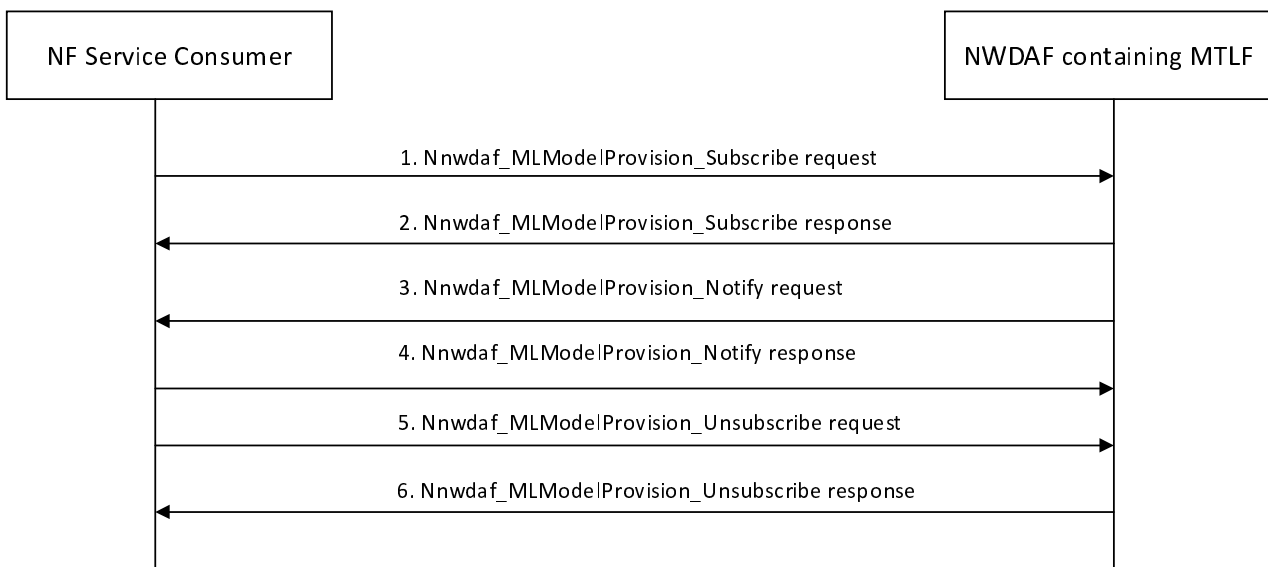 NF Service Consumer
NWDAF containing MTLF
1. Nnwdaf_MLModelProvision_Subscribe request
2. Nnwdaf_MLModelProvision_Subscribe response
3. Nnwdaf_MLModelProvision_Notify request
4. Nnwdaf_MLModelProvision_Notify response
5. Nnwdaf_MLModelProvision_Unsubscribe request
6. Nnwdaf_MLModelProvision_Unsubscribe response